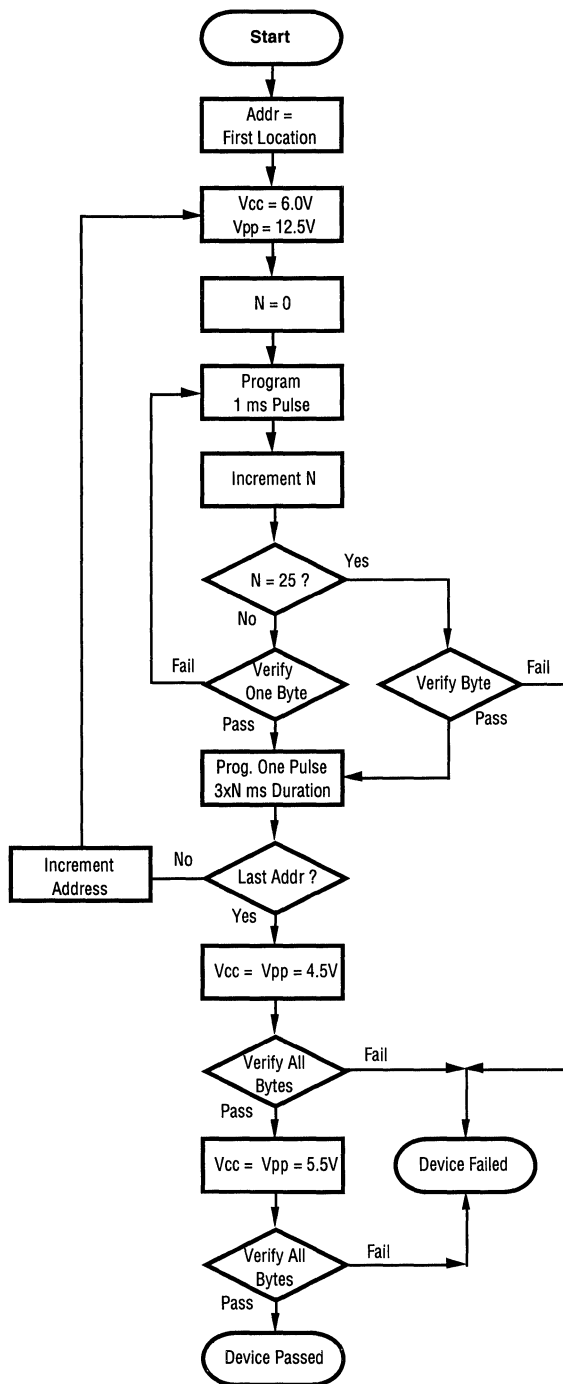 Start
Addr =
First Location
Vcc = 6.0V
Vpp = 12.5V
N = 0
Program
1 ms Pulse
Increment N
N = 25 ?
Yes
No
Verify
One Byte
Fail
Pass
Verify Byte
Fail
Pass
Prog. One Pulse
3xN ms Duration
Last Addr ?
No
Increment
Address
Yes
Vcc = Vpp = 4.5V
Verify All
Bytes
Fail
Pass
Vcc = Vpp = 5.5V
Device Failed
Verify All
Bytes
Fail
Pass
Device Passed